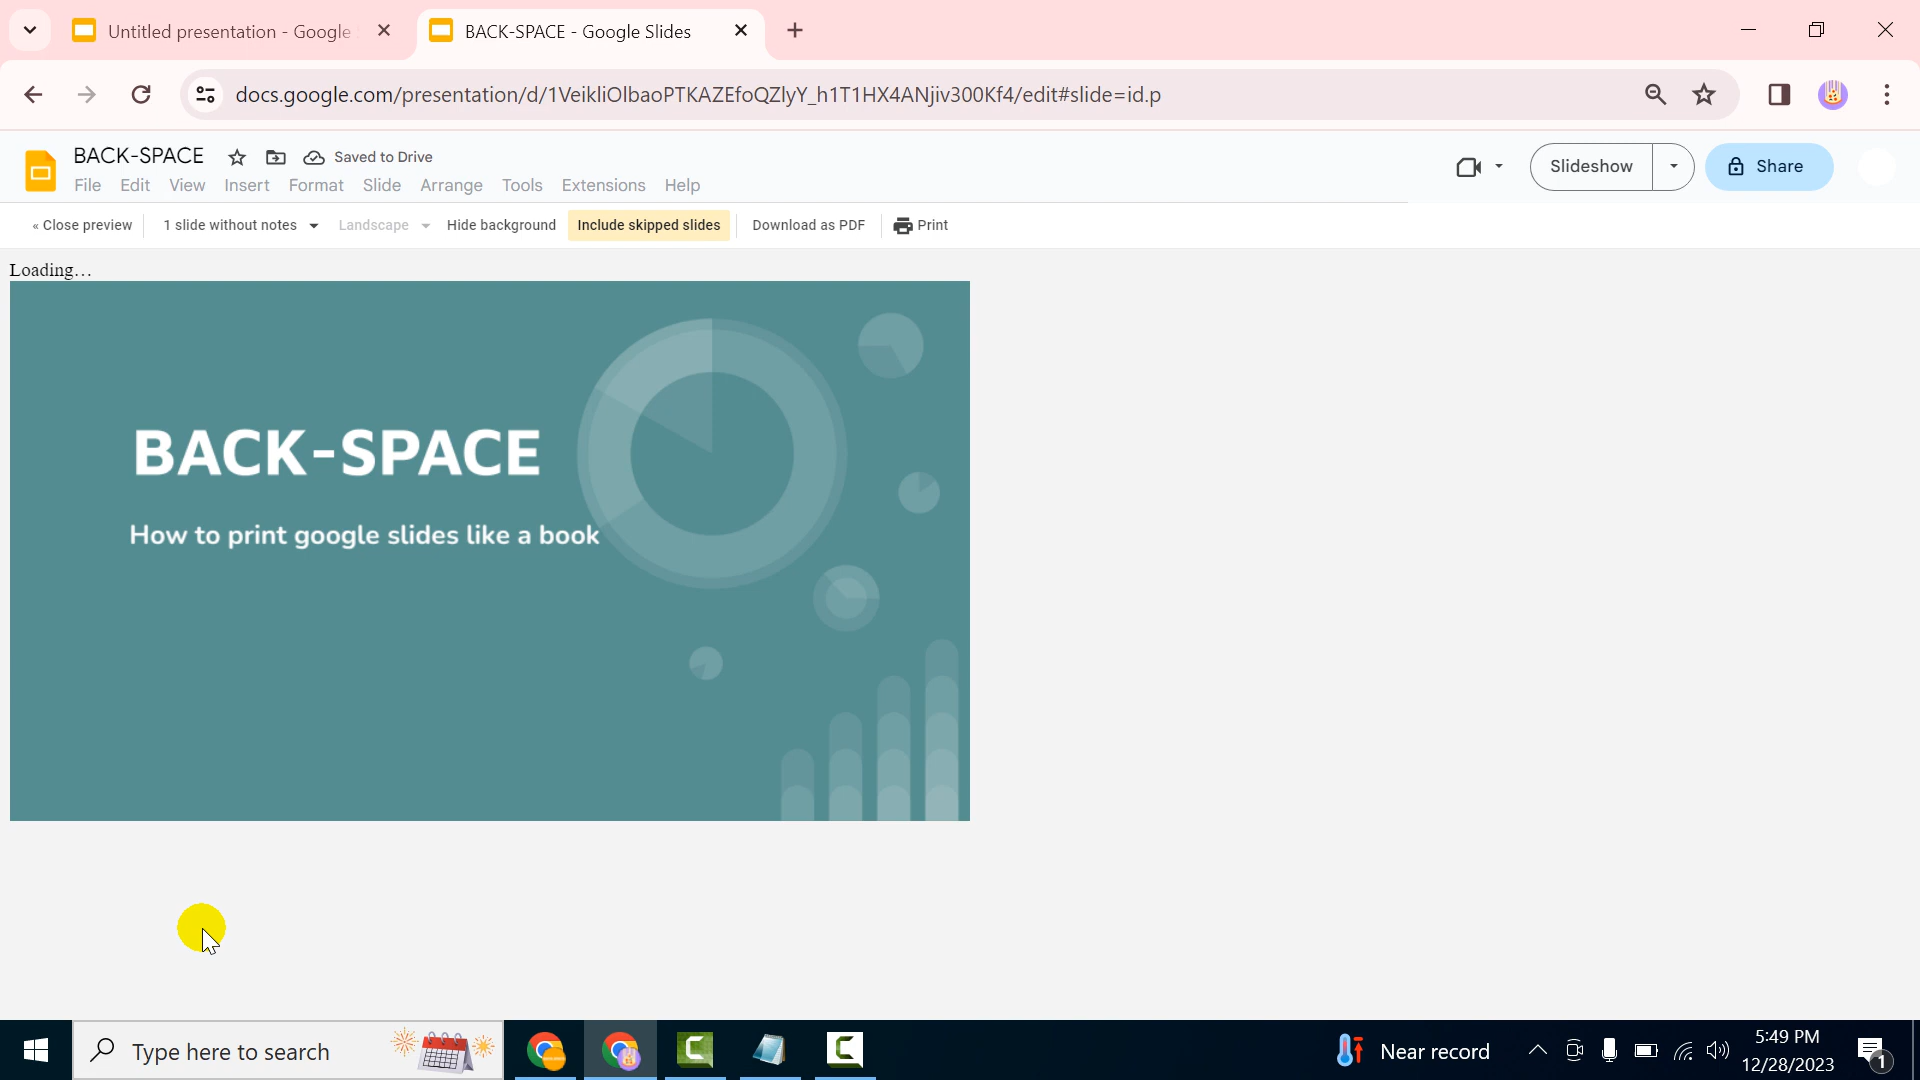 Untitled presentation - Google
BACK-SPACE - Google Slides
docs.google.com/presentation/d/1VeikliOlbaoPTKAZEfoQZlyY_h1T1HX4ANjiv300Kf4/edit#slide=id.p
BACK-SPACE
Saved to Drive
File Edit View Insert Format Slide Arrange Tools Extensions Help
Slideshow
Share
« Close preview
1 slide without notes
Landscape
Hide background
Include skipped slides
Download as PDF
Print
Loading…
BACK-SPACE
How to print google slides like a book
Type here to search
Near record
5:49 PM
12/28/2023
1